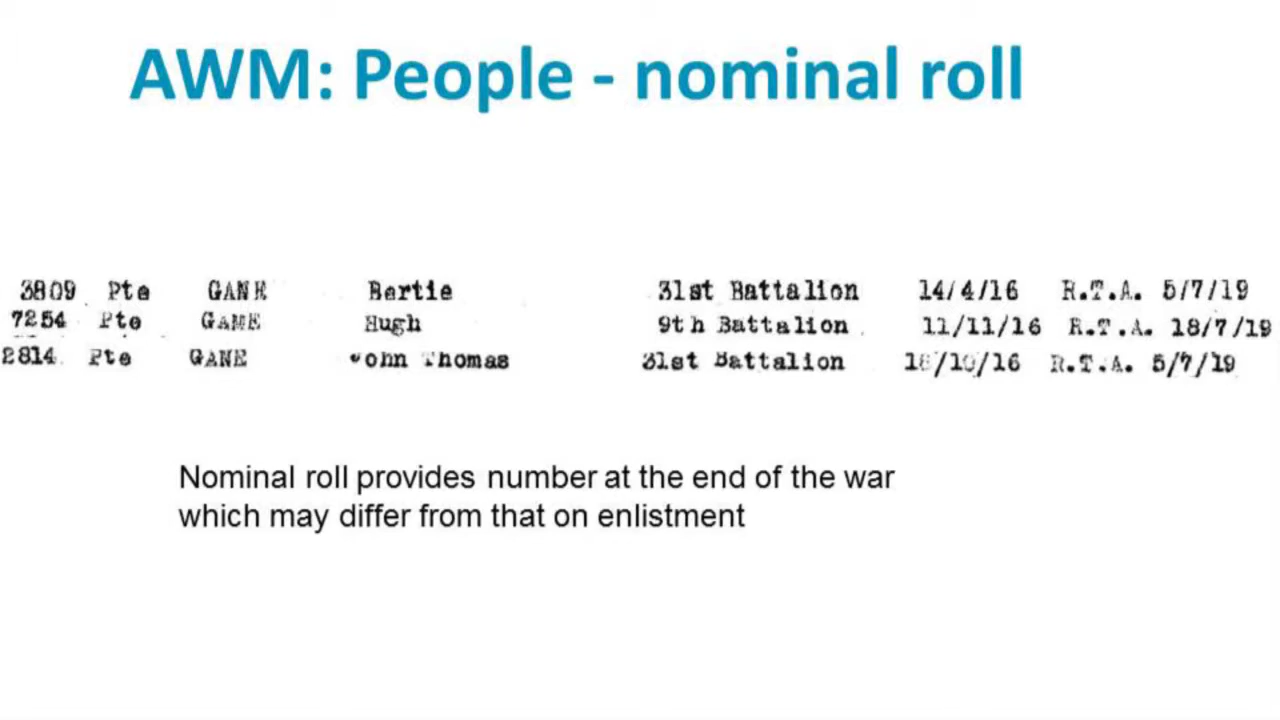 AWM: People - nominal roll
3809 Pte GANE Bertie 31st Battalion 14/4/16 R.T.A. 5/7/19
7254 Pte GAME Hugh 9th Battalion 11/11/16 R.T.A. 18/7/19
2814 Pte GANE John Thomas 31st Battalion R.T.A. 5/7/19
Nominal roll provides number at the end of the war
which may differ from that on enlistment